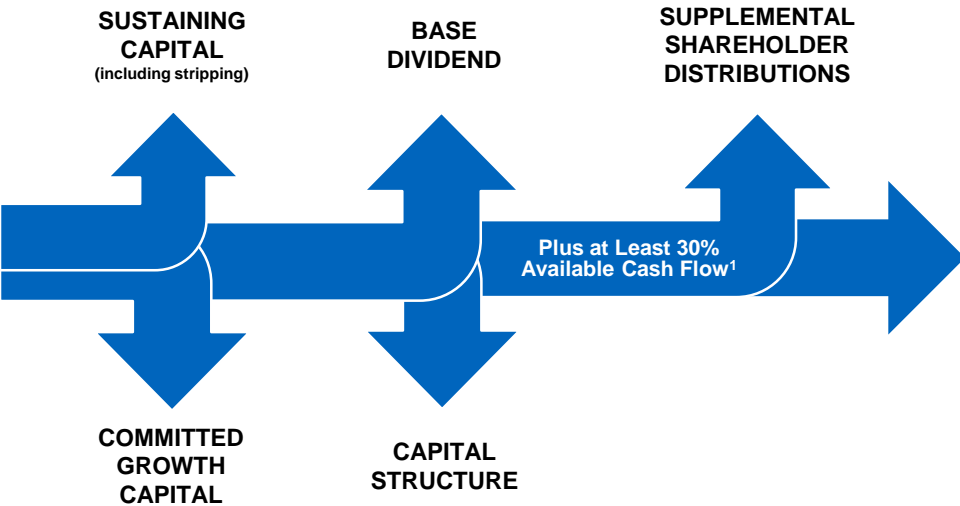 SUSTAINING
CAPITAL
(including stripping)
BASE
DIVIDEND
SUPPLEMENTAL
SHAREHOLDER
DISTRIBUTIONS
Plus at Least 30%
Available Cash Flow¹
COMMITTED
GROWTH
CAPITAL
CAPITAL
STRUCTURE